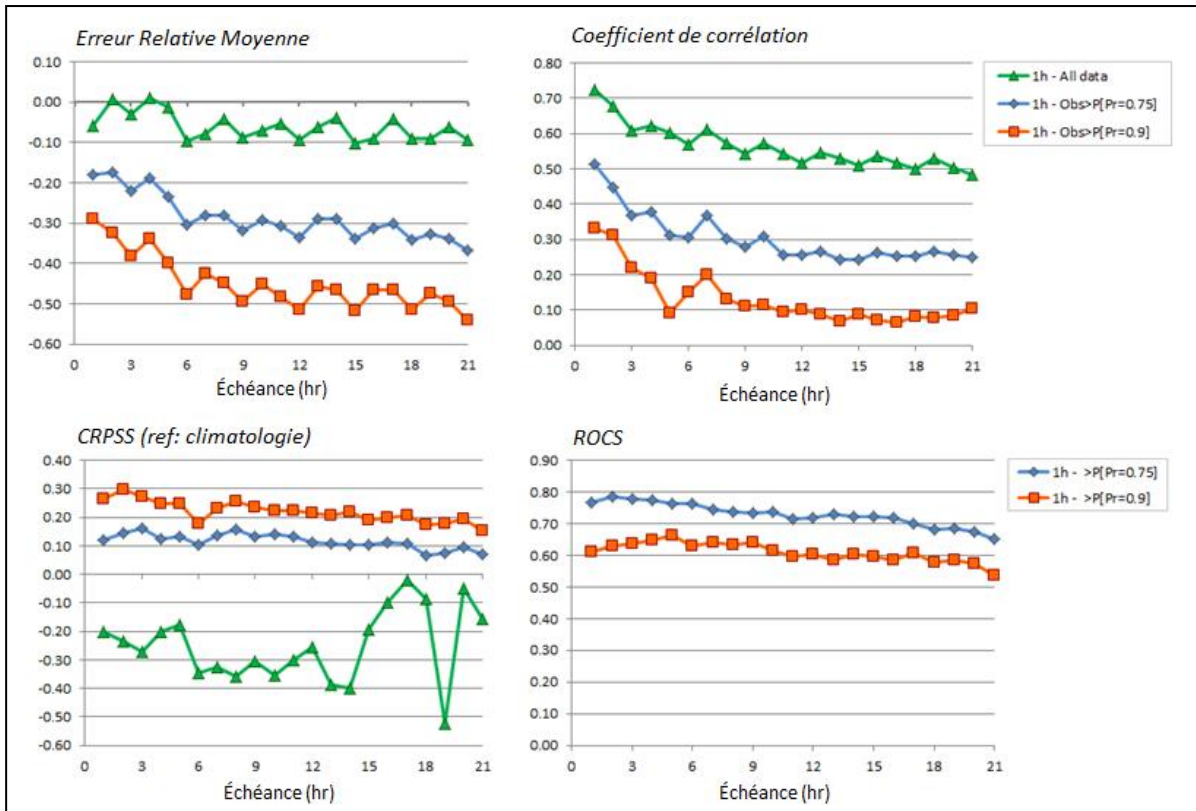 Erreur Relative Moyenne
0.10
0.00
-0.10
-0.20
-0.30
-0.40
-0.50
-0.60
0 3 6 9 12 15 18 21
Échéance (hr)
Coefficient de corrélation
0.80
0.70
0.60
0.50
0.40
0.30
0.20
0.10
0.00
0 3 6 9 12 15 18 21
Échéance (hr)
1h - All data
1h - Obs>P[Pr=0.75]
1h - Obs>P[Pr=0.9]
CRPSS (ref: climatologie)
0.40
0.30
0.20
0.10
0.00
-0.10
-0.20
-0.30
-0.40
-0.50
-0.60
0 3 6 9 12 15 18 21
Échéance (hr)
ROCS
0.90
0.80
0.70
0.60
0.50
0.40
0.30
0.20
0.10
0.00
0 3 6 9 12 15 18 21
Échéance (hr)
1h - >P[Pr=0.75]
1h - >P[Pr=0.9]